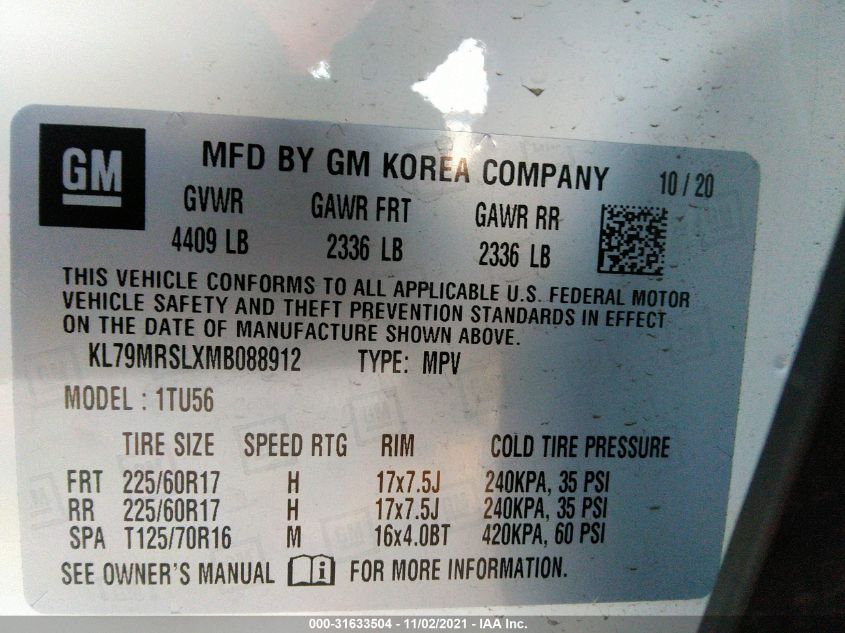 GM
MFD BY GM KOREA COMPANY 10/20
GVWR GAWR FRT GAWR RR
4409 LB 2336 LB 2336 LB
THIS VEHICLE CONFORMS TO ALL APPLICABLE U.S. FEDERAL MOTOR
VEHICLE SAFETY AND THEFT PREVENTION STANDARDS IN EFFECT
ON THE DATE OF MANUFACTURE SHOWN ABOVE.
KL79MRSLXMB088912 TYPE: MPV
MODEL : 1TU56
TIRE SIZE SPEED RTG RIM COLD TIRE PRESSURE
FRT 225/60R17 H 17x7.5J 240KPA, 35 PSI
RR 225/60R17 H 17x7.5J 240KPA, 35 PSI
SPA T125/70R16 M 16x4.0BT 420KPA, 60 PSI
SEE OWNER'S MANUAL i FOR MORE INFORMATION.
000-31633504 - 11/02/2021 - IAA Inc.